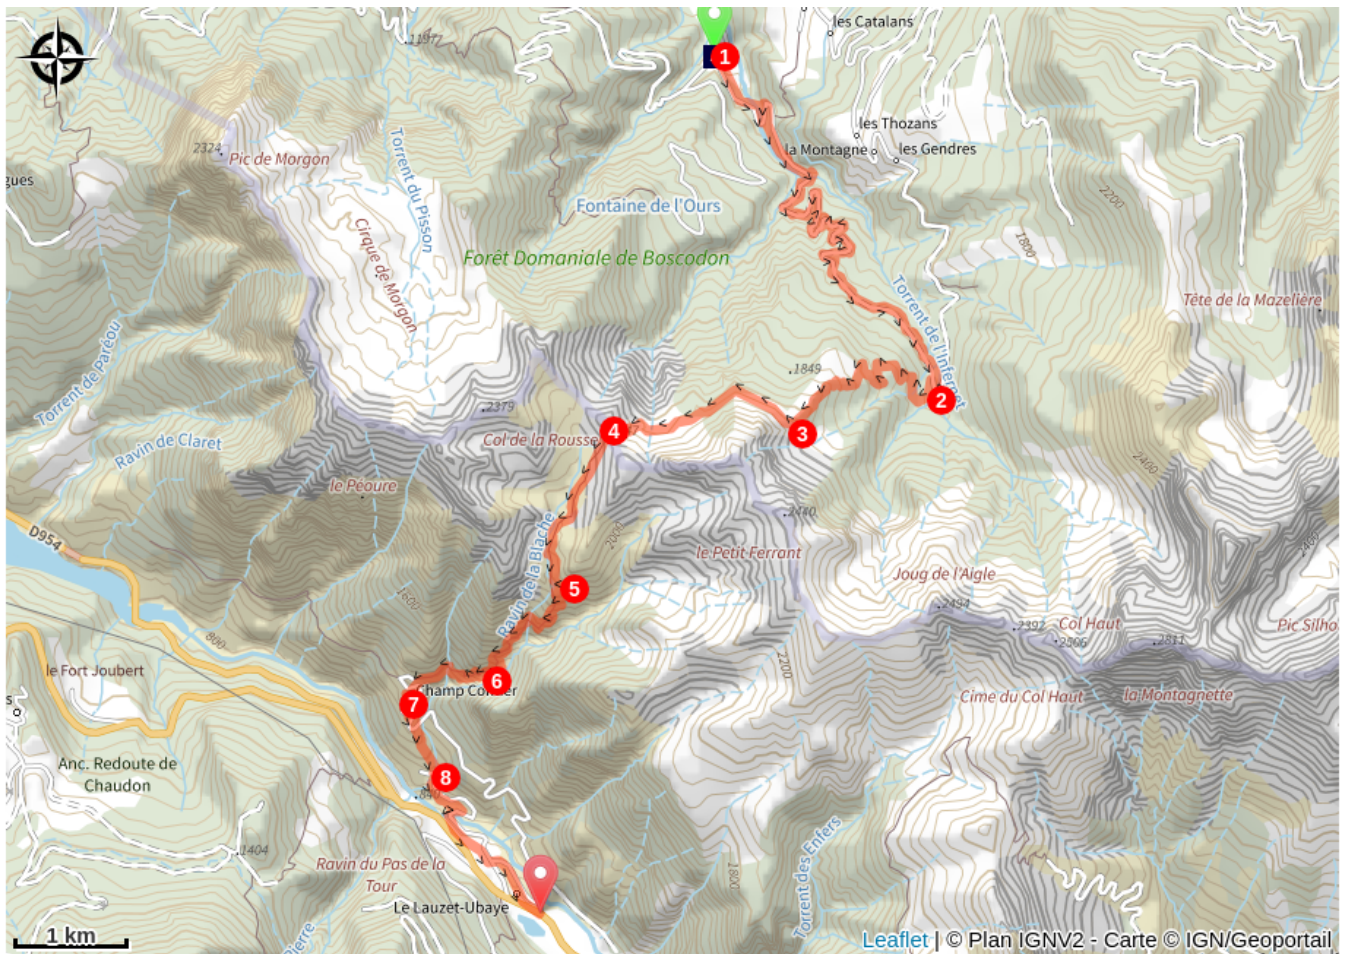 les Catalans
11977
1
les Thozans
la Montagne
les Gendres
2324
Pic de Morgon
gues
Torrent du Pisson
2200
Fontaine de l'Ours
Cirque de Morgon
1800
Forêt Domaniale de Boscodon
Torrent de l'Infernet
Tête de la Mazelière
Torrent de Paréou
1849
2
2379
4
3
Col de la Rousse
Ravin de Claret
2400
le Péoure
2440
D954
Ravin de la Blache
2000
le Petit Ferrant
2400
Joug de l'Aigle
5
1600
2494
2392
Col Haut
2506
2811
Pic Silho
800
2200
le Fort Joubert
6
Champ Co
er
Cime du Col Haut
la Montagnette
7
s
Anc. Redoute de
Chaudon
8
1404
Ravin du Pas de la
Tour
1800
Torrent des Enfers
Le Lauzet-Ubaye
Pierre
1 km
Leaflet | © Plan IGNV2 - Carte © IGN/Geoportail